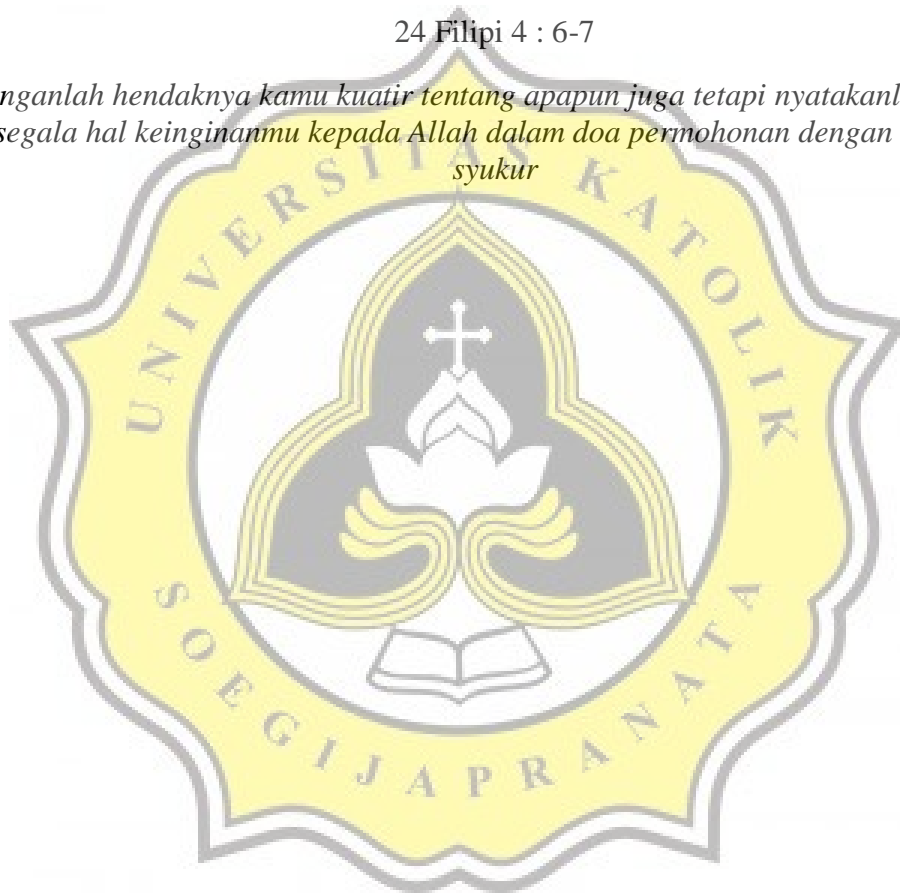 24 Filipi 4 : 6-7
nganlah hendaknya kamu kuatir tentang apapun juga tetapi nyatakanl
segala hal keinginanmu kepada Allah dalam doa permohonan dengan
syukur
UNIVERSITAS KATOLIK
SOEGIJAPRANATA